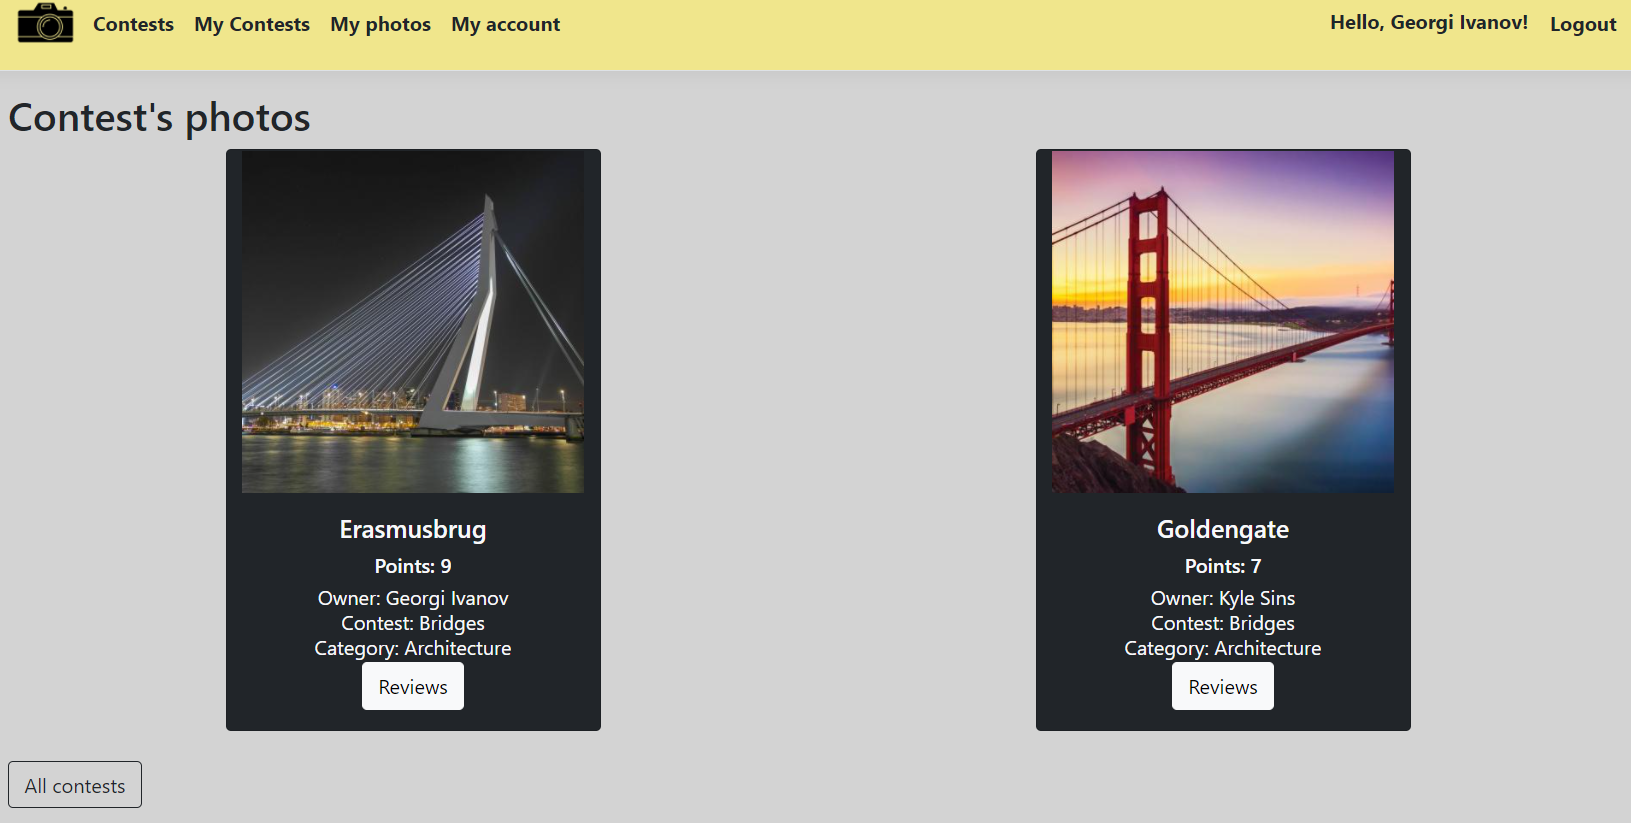 Contests My Contests My photos My account Hello, Georgi Ivanov! Logout
Contest's photos
Erasmusbrug
Points: 9
Owner: Georgi Ivanov
Contest: Bridges
Category: Architecture
Reviews
Goldengate
Points: 7
Owner: Kyle Sins
Contest: Bridges
Category: Architecture
Reviews
All contests